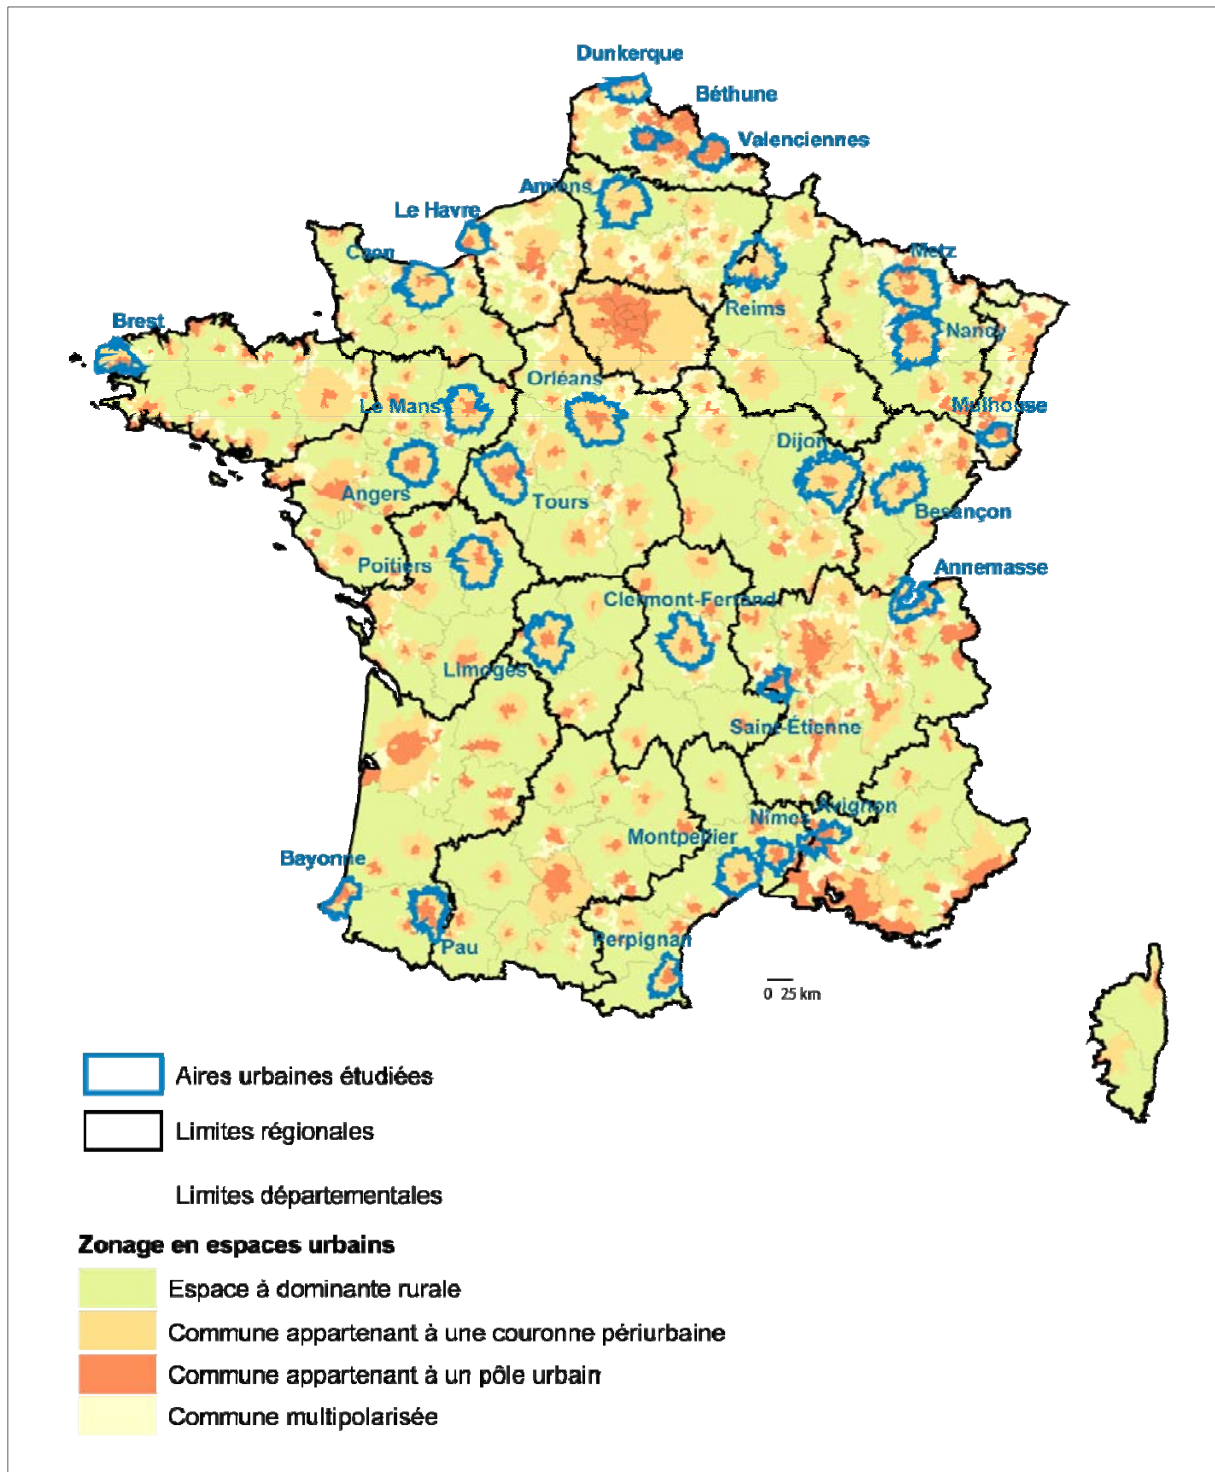 Dunkerque
Béthune
Valenciennes
Amiens
Le Havre
Caen
Metz
Reims
Brest
Nancy
Orléans
Le Mans
Mulhouse
Dijon
Angers
Tours
Besançon
Poitiers
Annemasse
Clermont-Ferrand
Limoges
Saint-Étienne
Avignon
Nîmes
Montpellier
Bayonne
Perpignan
Pau
0 25 km
Aires urbaines étudiées
Limites régionales
Limites départementales
Zonage en espaces urbains
Espace à dominante rurale
Commune appartenant à une couronne périurbaine
Commune appartenant à un pôle urbain
Commune multipolarisée